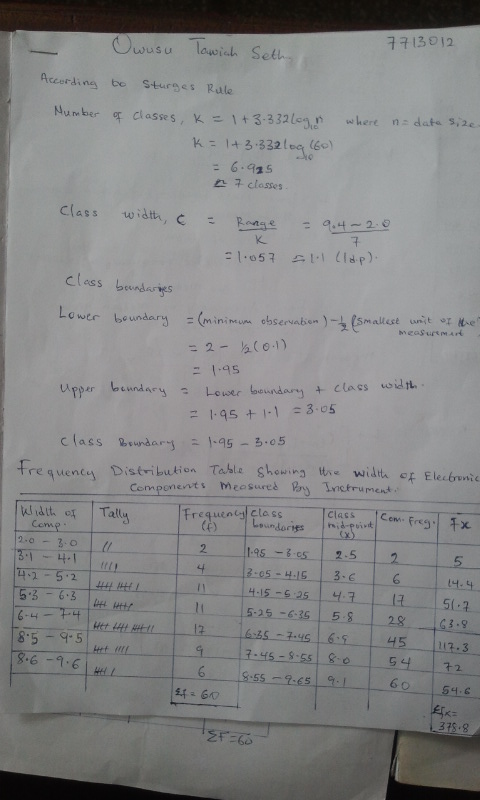 Owusu Tawiah Seth 7713012
According to Sturges Rule
Number of classes, K = 1 + 3.332log₁₀n where n = data size
K = 1 + 3.332log₁₀(60)
= 6.925
≃ 7 classes.
Class width, C = Range/K = 9.4 - 2.0/7
= 1.057 ≃ 1.1 (1dp).
Class boundaries
Lower boundary = (minimum observation) - ½ (smallest unit of the
measurement
= 2 - ½(0.1)
= 1.95
Upper boundary = Lower boundary + class width.
= 1.95 + 1.1 = 3.05
Class Boundary = 1.95 - 3.05
Frequency Distribution Table Showing the width of Electronic
Components Measured By Instrument.
Width of Comp. Tally Frequency (f) Class boundaries Class mid-point (x) Com. freq. fx
2.0 - 3.0 // 2 1.95 - 3.05 2.5 2 5
3.1 - 4.1 //// 4 3.05 - 4.15 3.6 6 14.4
4.2 - 5.2 11 4.15 - 5.25 4.7 17 51.7
5.3 - 6.3 11 5.25 - 6.35 5.8 28 63.8
6.4 - 7.4 17 6.35 - 7.45 6.9 45 117.3
8.5 - 9.5 9 7.45 - 8.55 8.0 54 72
8.6 - 9.6 6 8.55 - 9.65 9.1 60 54.6
Σf = 60 Σfx = 378.8
Σf = 60